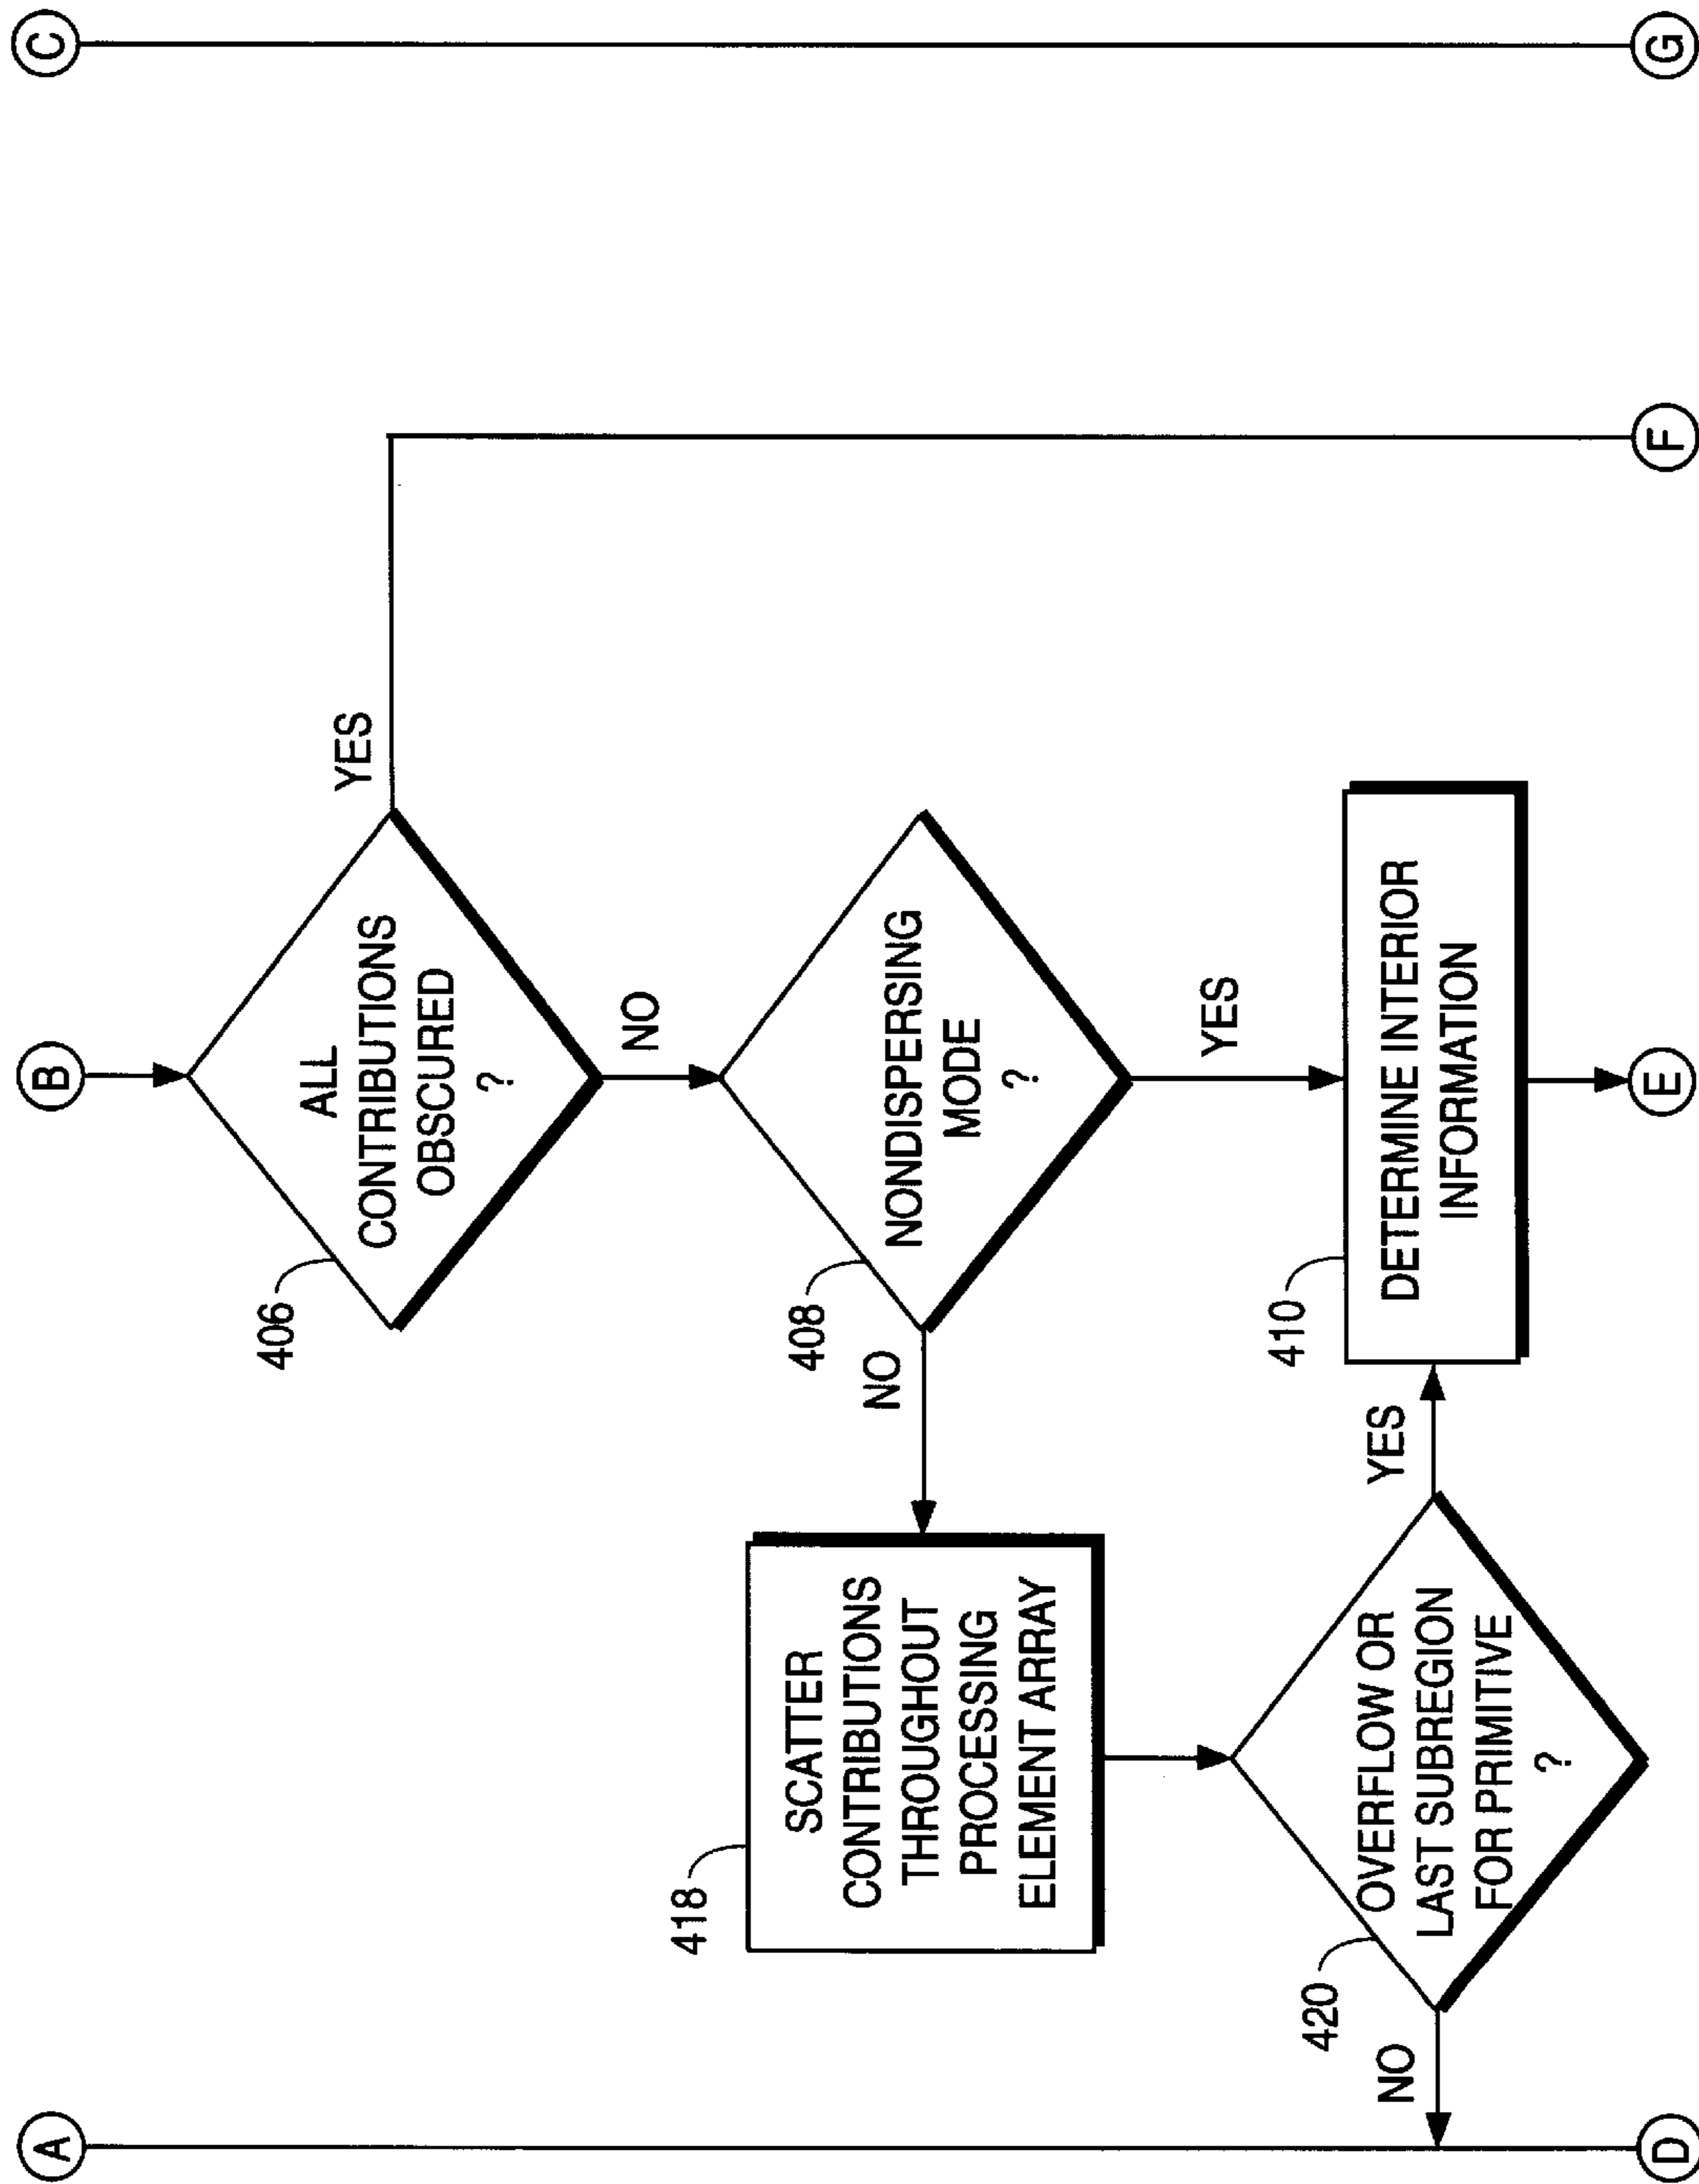 A
B
C
406
ALL
CONTRIBUTIONS
OBSCURED
?
YES
NO
408
NONDISPERSING
MODE
?
NO
YES
418
SCATTER
CONTRIBUTIONS
THROUGHOUT
PROCESSING
ELEMENT ARRAY
420
OVERFLOW OR
LAST SUBREGION
FOR PRIMITIVE
?
NO
YES
410
DETERMINE INTERIOR
INFORMATION
D
E
F
G